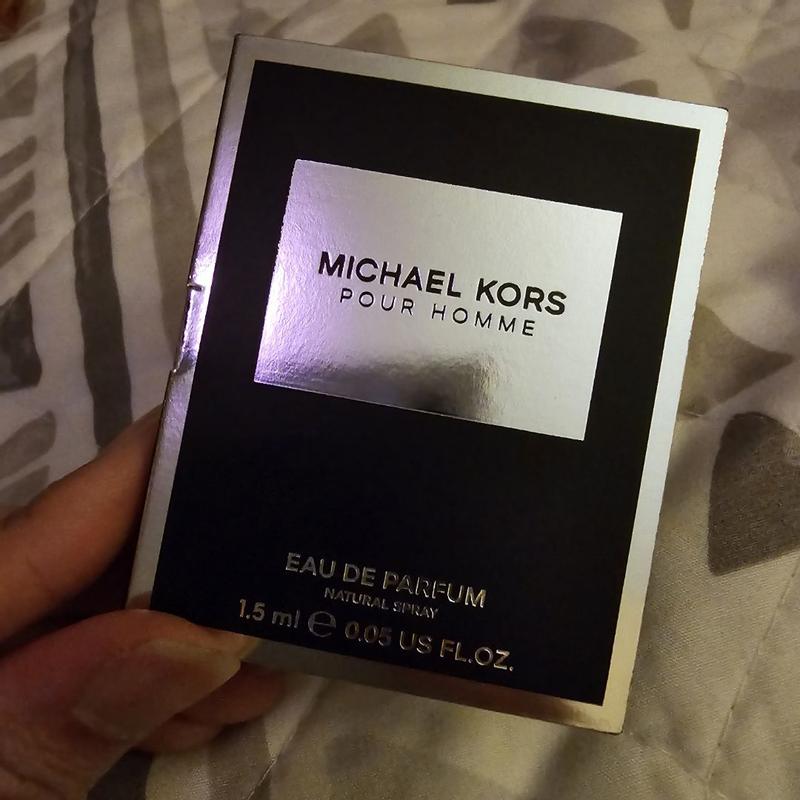 MICHAEL KORS
POUR HOMME
EAU DE PARFUM
NATURAL SPRAY
1.5 ml ℮ 0.05 US FL.OZ.